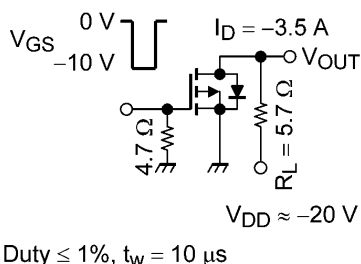 0 V
V_GS
−10 V
I_D = −3.5 A
V_OUT
4.7 Ω
R_L = 5.7 Ω
V_DD ≈ −20 V
Duty ≤ 1%, t_w = 10 μs